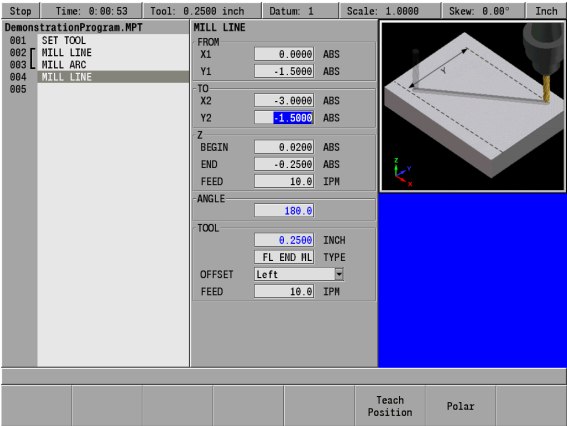 Stop Time: 0:00:53 Tool: 0.2500 inch Datum: 1 Scale: 1.0000 Skew: 0.00° Inch
DemonstrationProgram.MPT
001 SET TOOL
002 MILL LINE
003 MILL ARC
004 MILL LINE
005
MILL LINE
FROM
X1 0.0000 ABS
Y1 -1.5000 ABS
TO
X2 -3.0000 ABS
Y2 -1.5000 ABS
Z
BEGIN 0.0200 ABS
END -0.2500 ABS
FEED 10.0 IPM
ANGLE
180.0
TOOL
0.2500 INCH
FL END ML TYPE
OFFSET Left
FEED 10.0 IPM
Y
Z
Y
X
Teach
Position
Polar